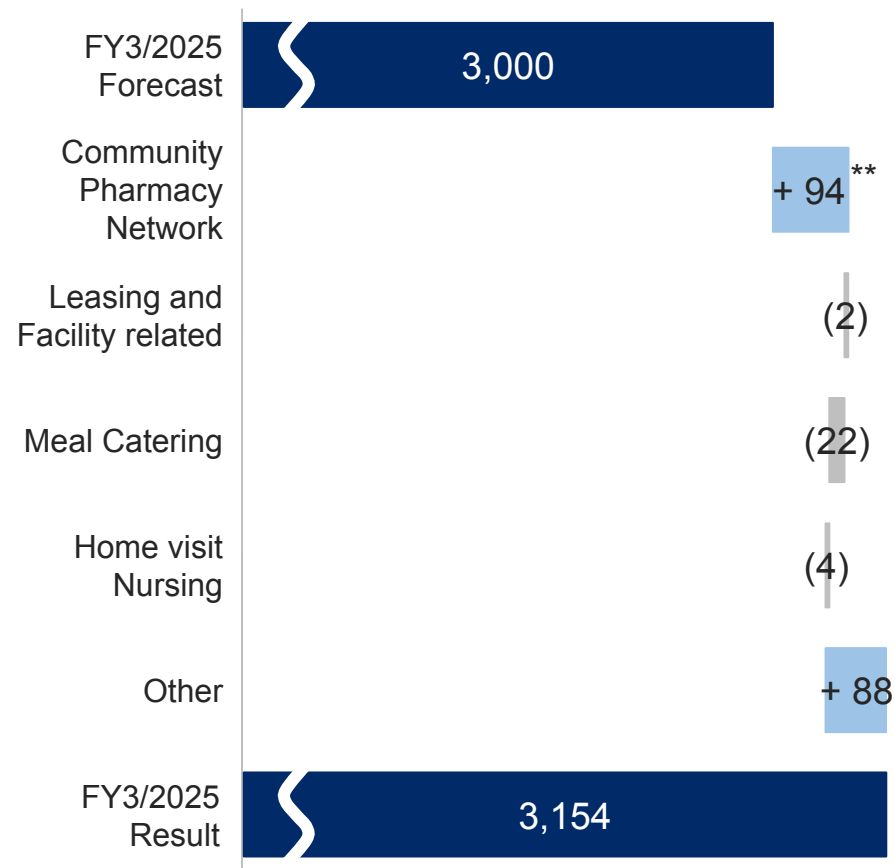 FY3/2025
Forecast
3,000
Community
Pharmacy
Network
+ 94**
Leasing and
Facility related
(2)
Meal Catering
(22)
Home visit
Nursing
(4)
Other
+ 88
FY3/2025
Result
3,154